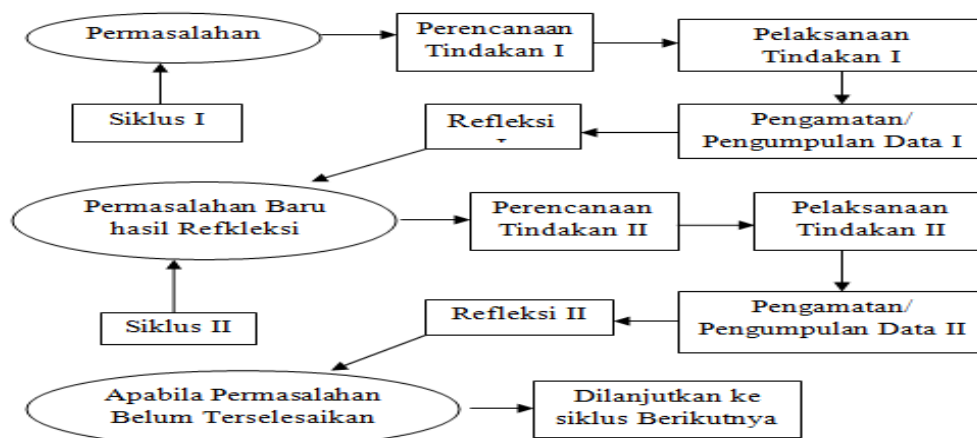 Permasalahan
Perencanaan
Tindakan I
Pelaksanaan
Tindakan I
Siklus I
Refleksi
Pengamatan/
Pengumpulan Data I
Permasalahan Baru
hasil Refkleksi
Perencanaan
Tindakan II
Pelaksanaan
Tindakan II
Siklus II
Refleksi II
Pengamatan/
Pengumpulan Data II
Apabila Permasalahan
Belum Terselesaikan
Dilanjutkan ke
siklus Berikutnya